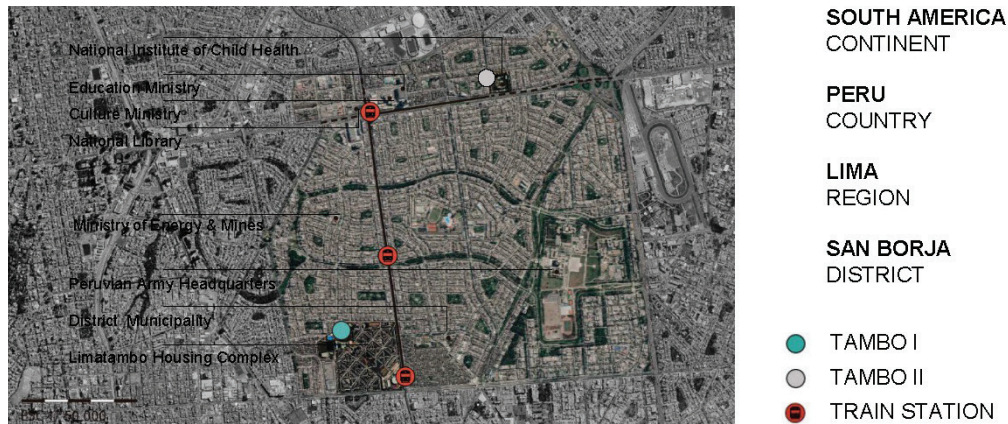 National Institute of Child Health
Education Ministry
Culture Ministry
National Library
Ministry of Energy & Mines
Peruvian Army Headquarters
District Municipality
Limatambo Housing Complex
SOUTH AMERICA
CONTINENT
PERU
COUNTRY
LIMA
REGION
SAN BORJA
DISTRICT
TAMBO I
TAMBO II
TRAIN STATION